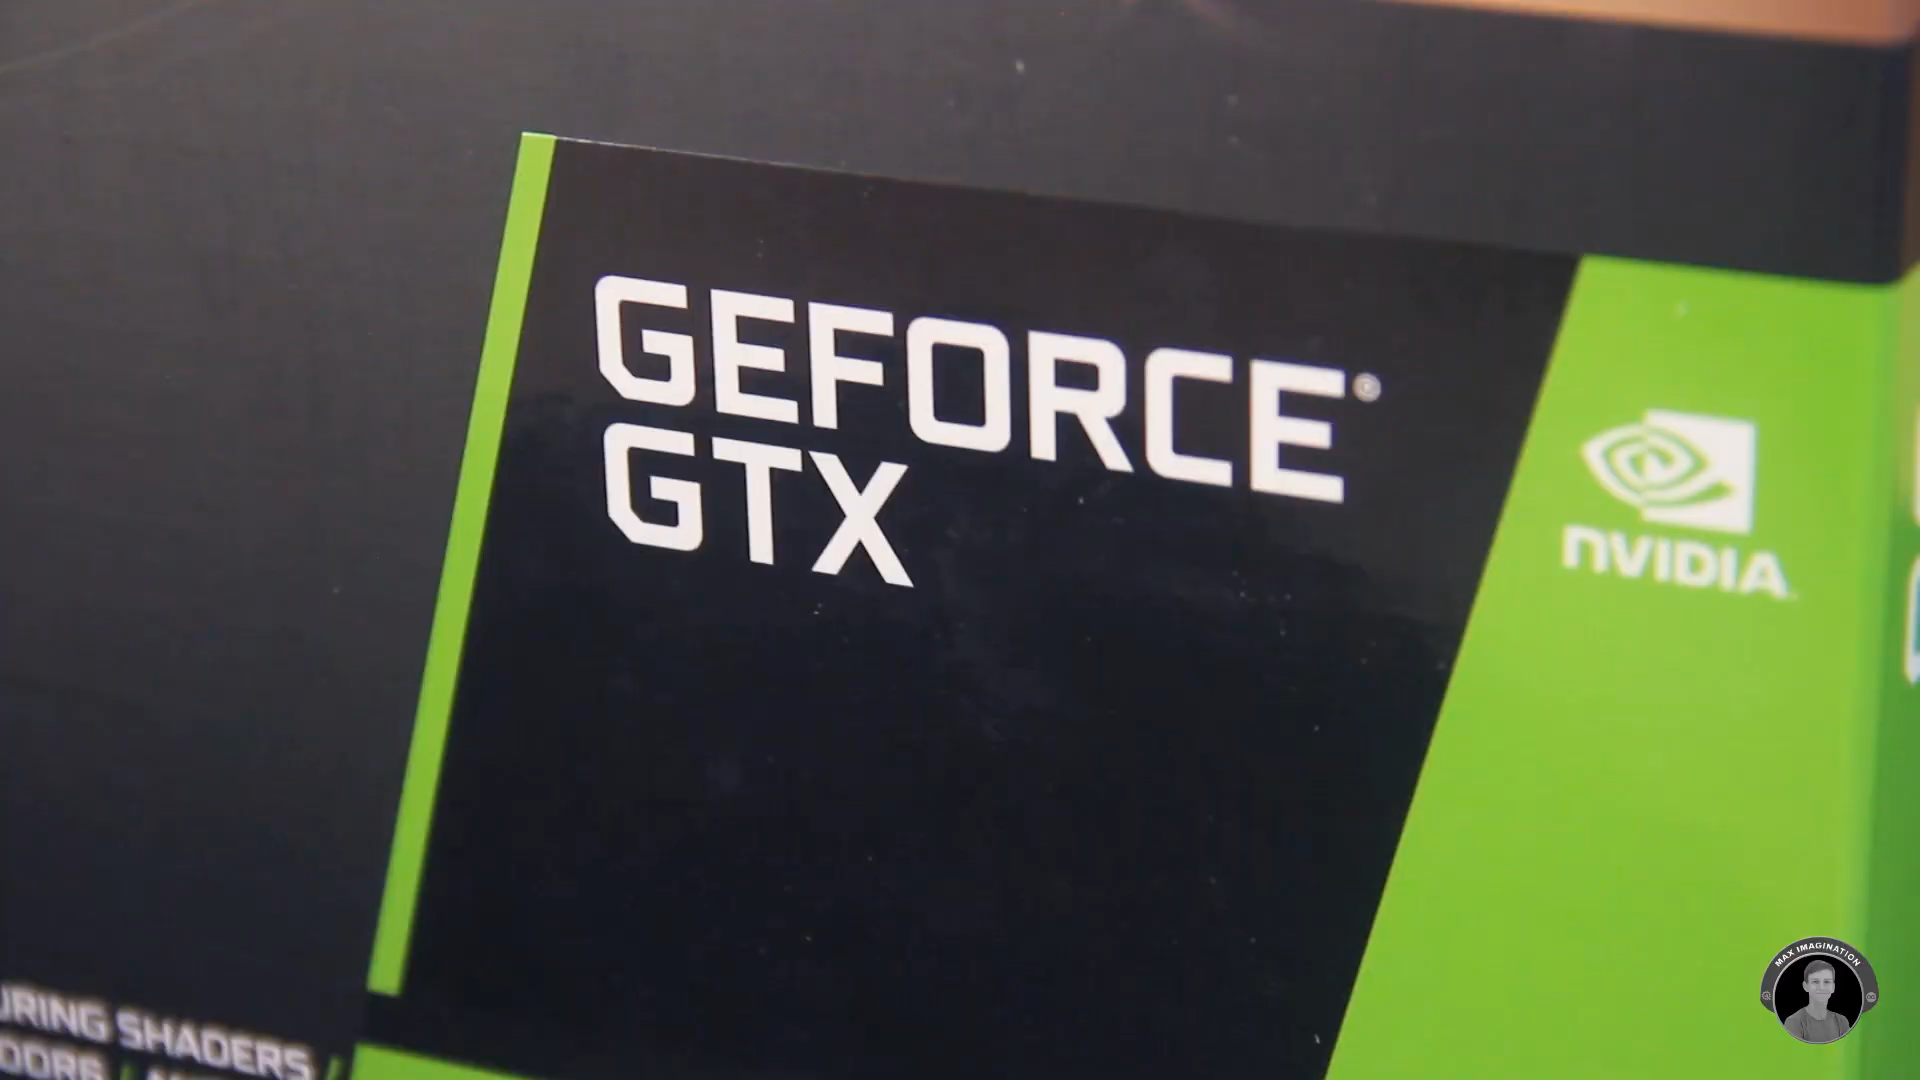 GEFORCE®
GTX
NVIDIA
URING SHADERS
MAX IMAGINATION